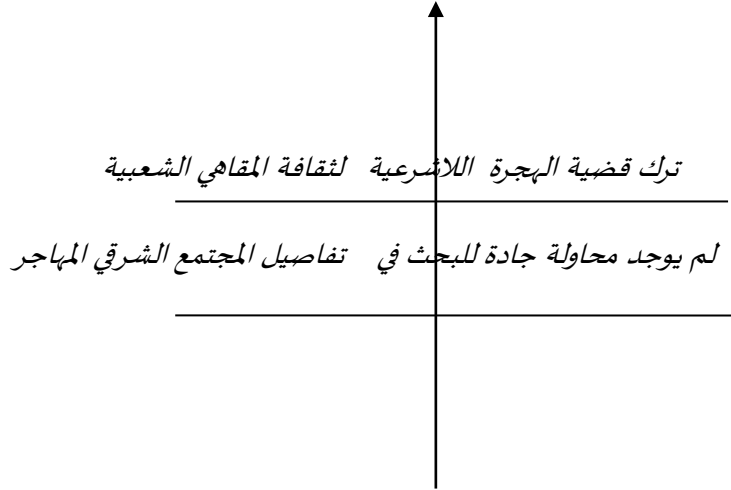 ترك قضية الهجرة اللاشرعية لثقافة المقاهي الشعبية
لم يوجد محاولة جادة للبحث في تفاصيل المجتمع الشرقي المهاجر